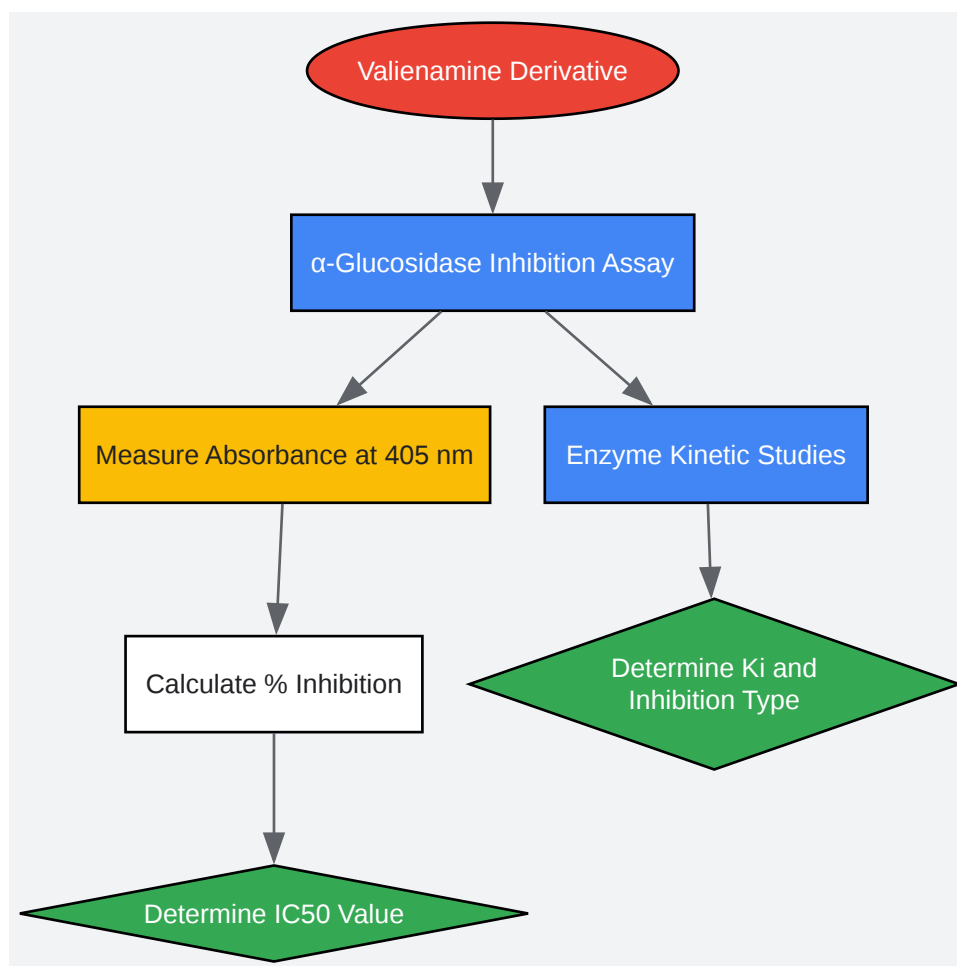 Valienamine Derivative
α-Glucosidase Inhibition Assay
Measure Absorbance at 405 nm
Enzyme Kinetic Studies
Calculate % Inhibition
Determine Ki and
Inhibition Type
Determine IC50 Value